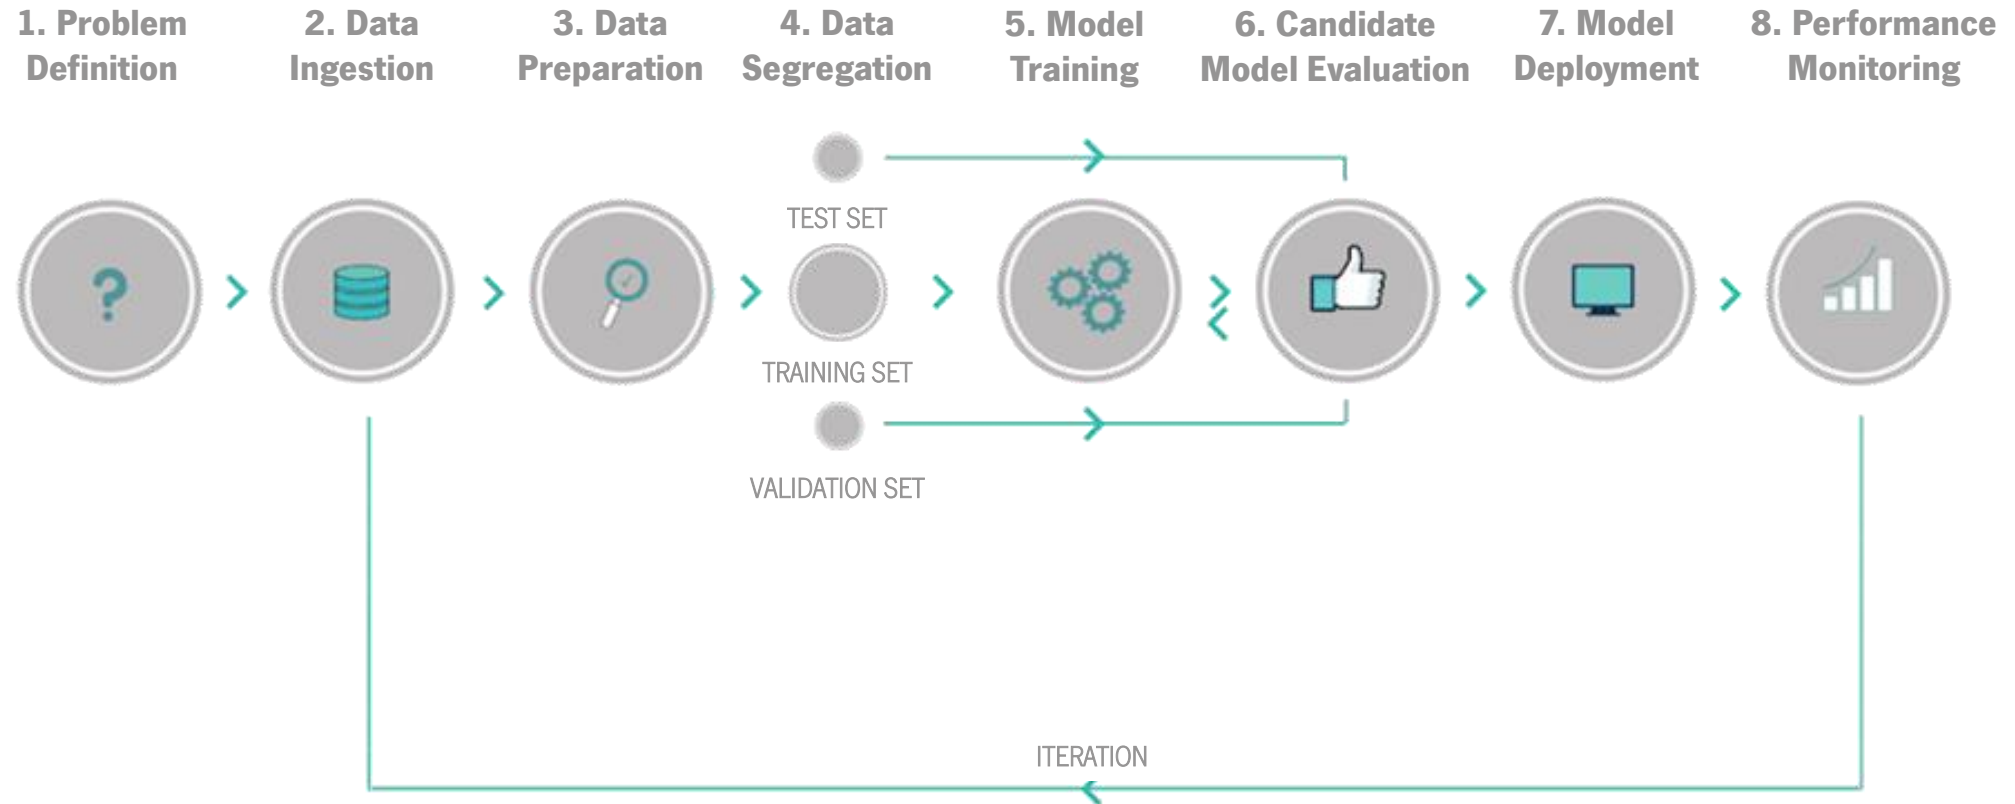 1. Problem
Definition
2. Data
Ingestion
3. Data
Preparation
4. Data
Segregation
5. Model
Training
6. Candidate
Model Evaluation
7. Model
Deployment
8. Performance
Monitoring
TEST SET
TRAINING SET
VALIDATION SET
ITERATION